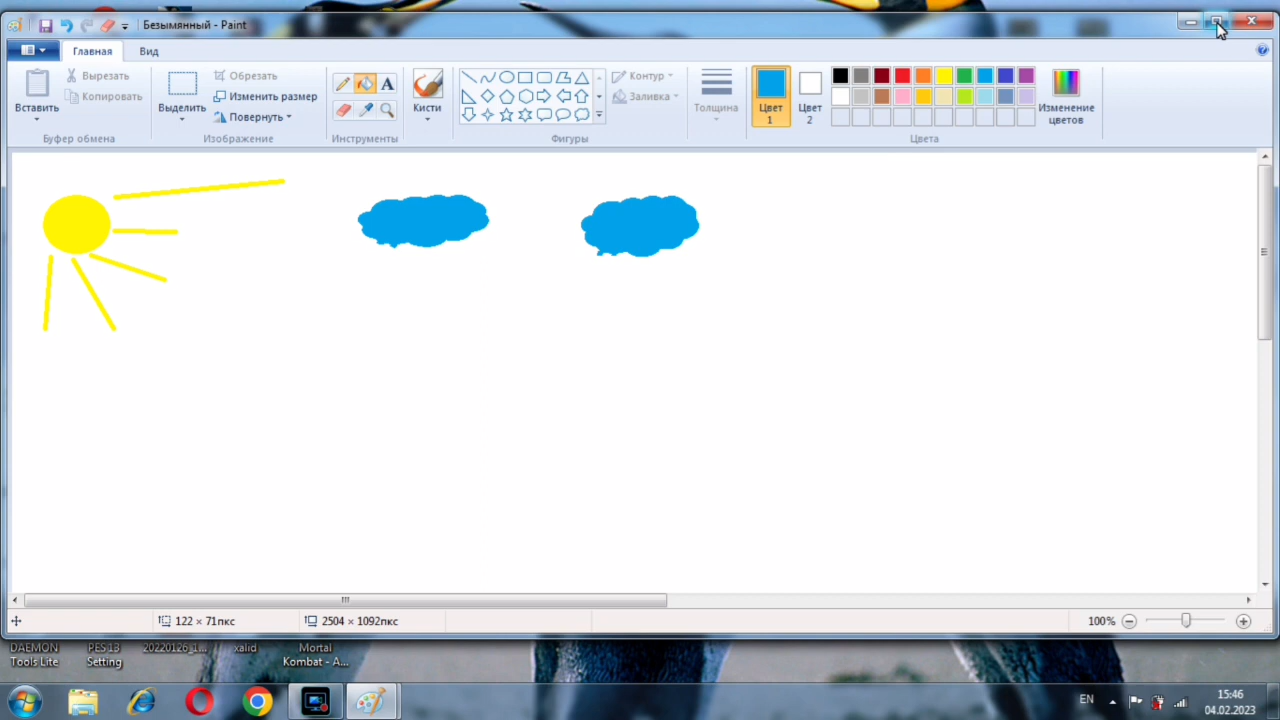 Безымянный - Paint
Главная
Вид
Вставить
Вырезать
Копировать
Буфер обмена
Выделить
Обрезать
Изменить размер
Повернуть
Изображение
A
Инструменты
Кисти
Контур
Заливка
Фигуры
Толщина
Цвет
1
Цвет
2
Изменение
цветов
Цвета
122 × 71пкс
2504 × 1092пкс
100%
DAEMON
Tools Lite
PES 13
Setting
20220126_1...
xalid
Mortal
Kombat - A...
EN
15:46
04.02.2023